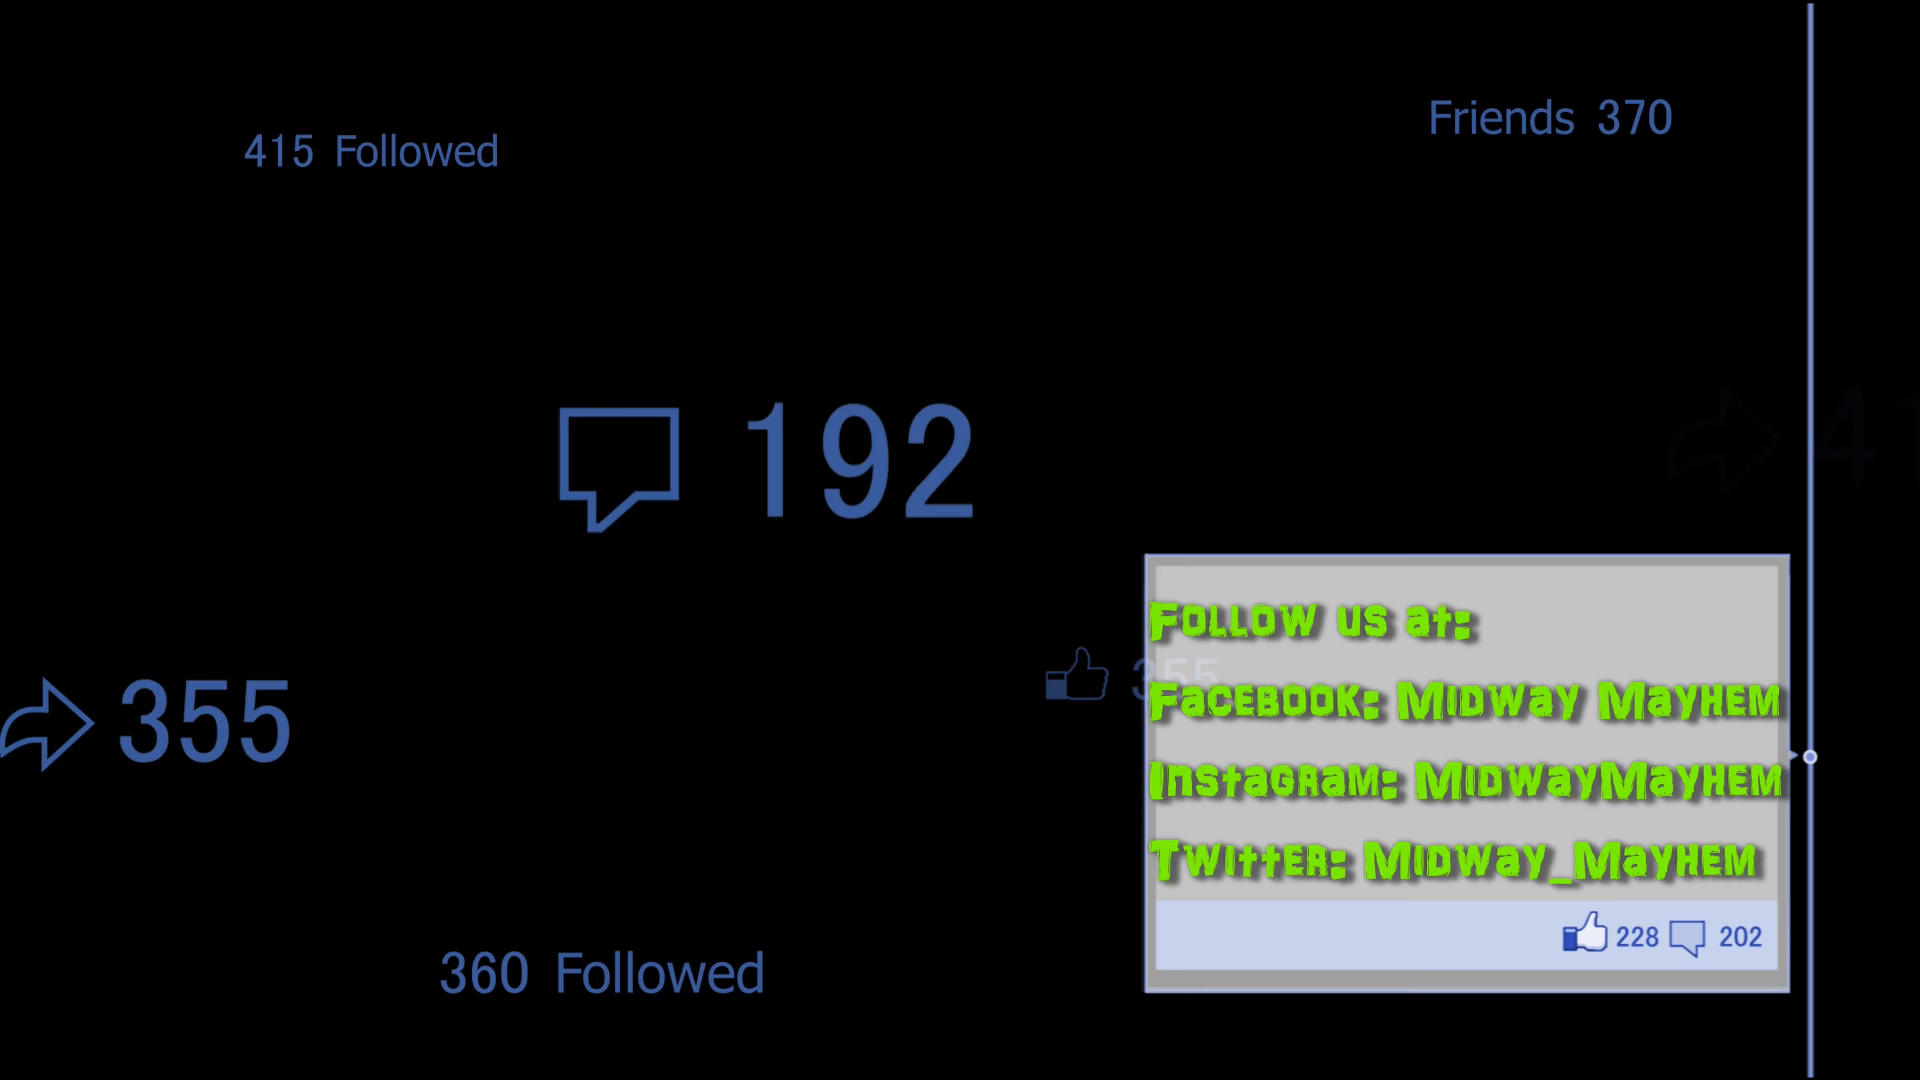 Friends 370
415 Followed
192
Follow us at:
355
Facebook: Midway Mayhem
355
Instagram: MidwayMayhem
Twitter: Midway_Mayhem
228 202
360 Followed